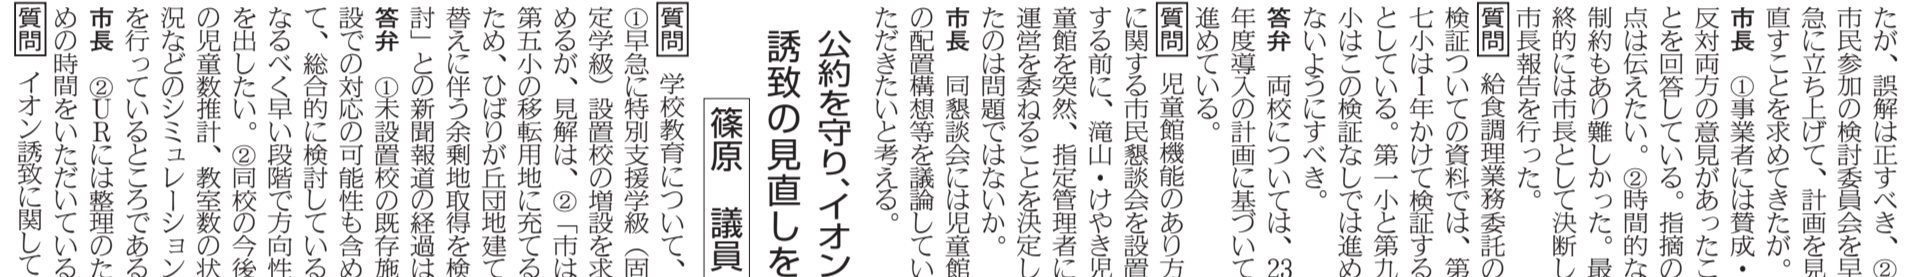 たが、誤解は正すべき、②
市民参加の検討委員会を早
急に立ち上げて、計画を見
直すことを求めてきたが。
市長　①事業者には賛成・
反対両方の意見があったこ
とを回答している。指摘の
点は伝えたい。②時間的な
制約もあり難しかった。最
終的には市長として決断し
市長報告を行った。
質問　給食調理業務委託の
検証ついての資料では、第
七小は１年かけて検証する
としている。第一小と第九
小はこの検証なしでは進め
ないようにすべき。
答弁　両校については、23
年度導入の計画に基づいて
進めている。
質問　児童館機能のあり方
に関する市民懇談会を設置
する前に、滝山・けやき児
童館を突然、指定管理者に
運営を委ねることを決定し
たのは問題ではないか。
市長　同懇談会には児童館
の配置構想等を議論してい
ただきたいと考える。
公約を守り、イオン
誘致の見直しを
篠原　議員
質問　学校教育について、
①早急に特別支援学級（固
定学級）設置校の増設を求
めるが、見解は、②「市は
第五小の移転用地に充てる
ため、ひばりが丘団地建て
替えに伴う余剰地取得を検
討」との新聞報道の経過は
答弁　①未設置校の既存施
設での対応の可能性も含め
て、総合的に検討している
なるべく早い段階で方向性
を出したい。②同校の今後
の児童数推計、教室数の状
況などのシミュレーション
を行っているところである
市長　②ＵＲには整理のた
めの時間をいただいている
質問　イオン誘致に関して